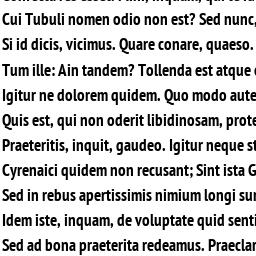 Cui Tubuli nomen odio non est? Sed nunc,
Si id dicis, vicimus. Quare conare, quaeso.
Tum ille: Ain tandem? Tollenda est atque
Igitur ne dolorem quidem. Quo modo aute
Quis est, qui non oderit libidinosam, prote
Praeteritis, inquit, gaudeo. Igitur neque st
Cyrenaici quidem non recusant; Sint ista G
Sed in rebus apertissimis nimium longi sur
Idem iste, inquam, de voluptate quid senti
Sed ad bona praeterita redeamus. Praeclar